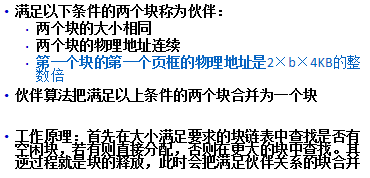 • 满足以下条件的两个块称为伙伴：
• 两个块的大小相同
• 两个块的物理地址连续
• 第一个块的第一个页框的物理地址是2×b×4KB的整
数倍
• 伙伴算法把满足以上条件的两个块合并为一个块
• 工作原理：首先在大小满足要求的块链表中查找是否有
空闲块，若有则直接分配，否则在更大的块中查找。其
逆过程就是块的释放，此时会把满足伙伴关系的块合并